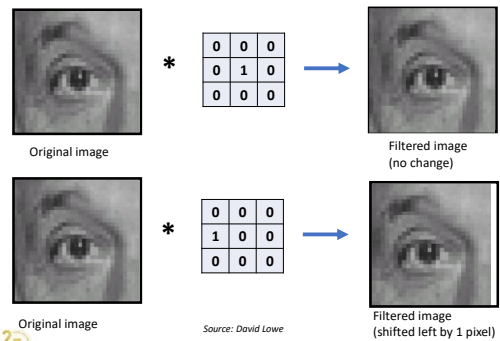 *
0 0 0
0 1 0
0 0 0
Original image
Filtered image
(no change)
*
0 0 0
1 0 0
0 0 0
Original image
Source: David Lowe
Filtered image
(shifted left by 1 pixel)